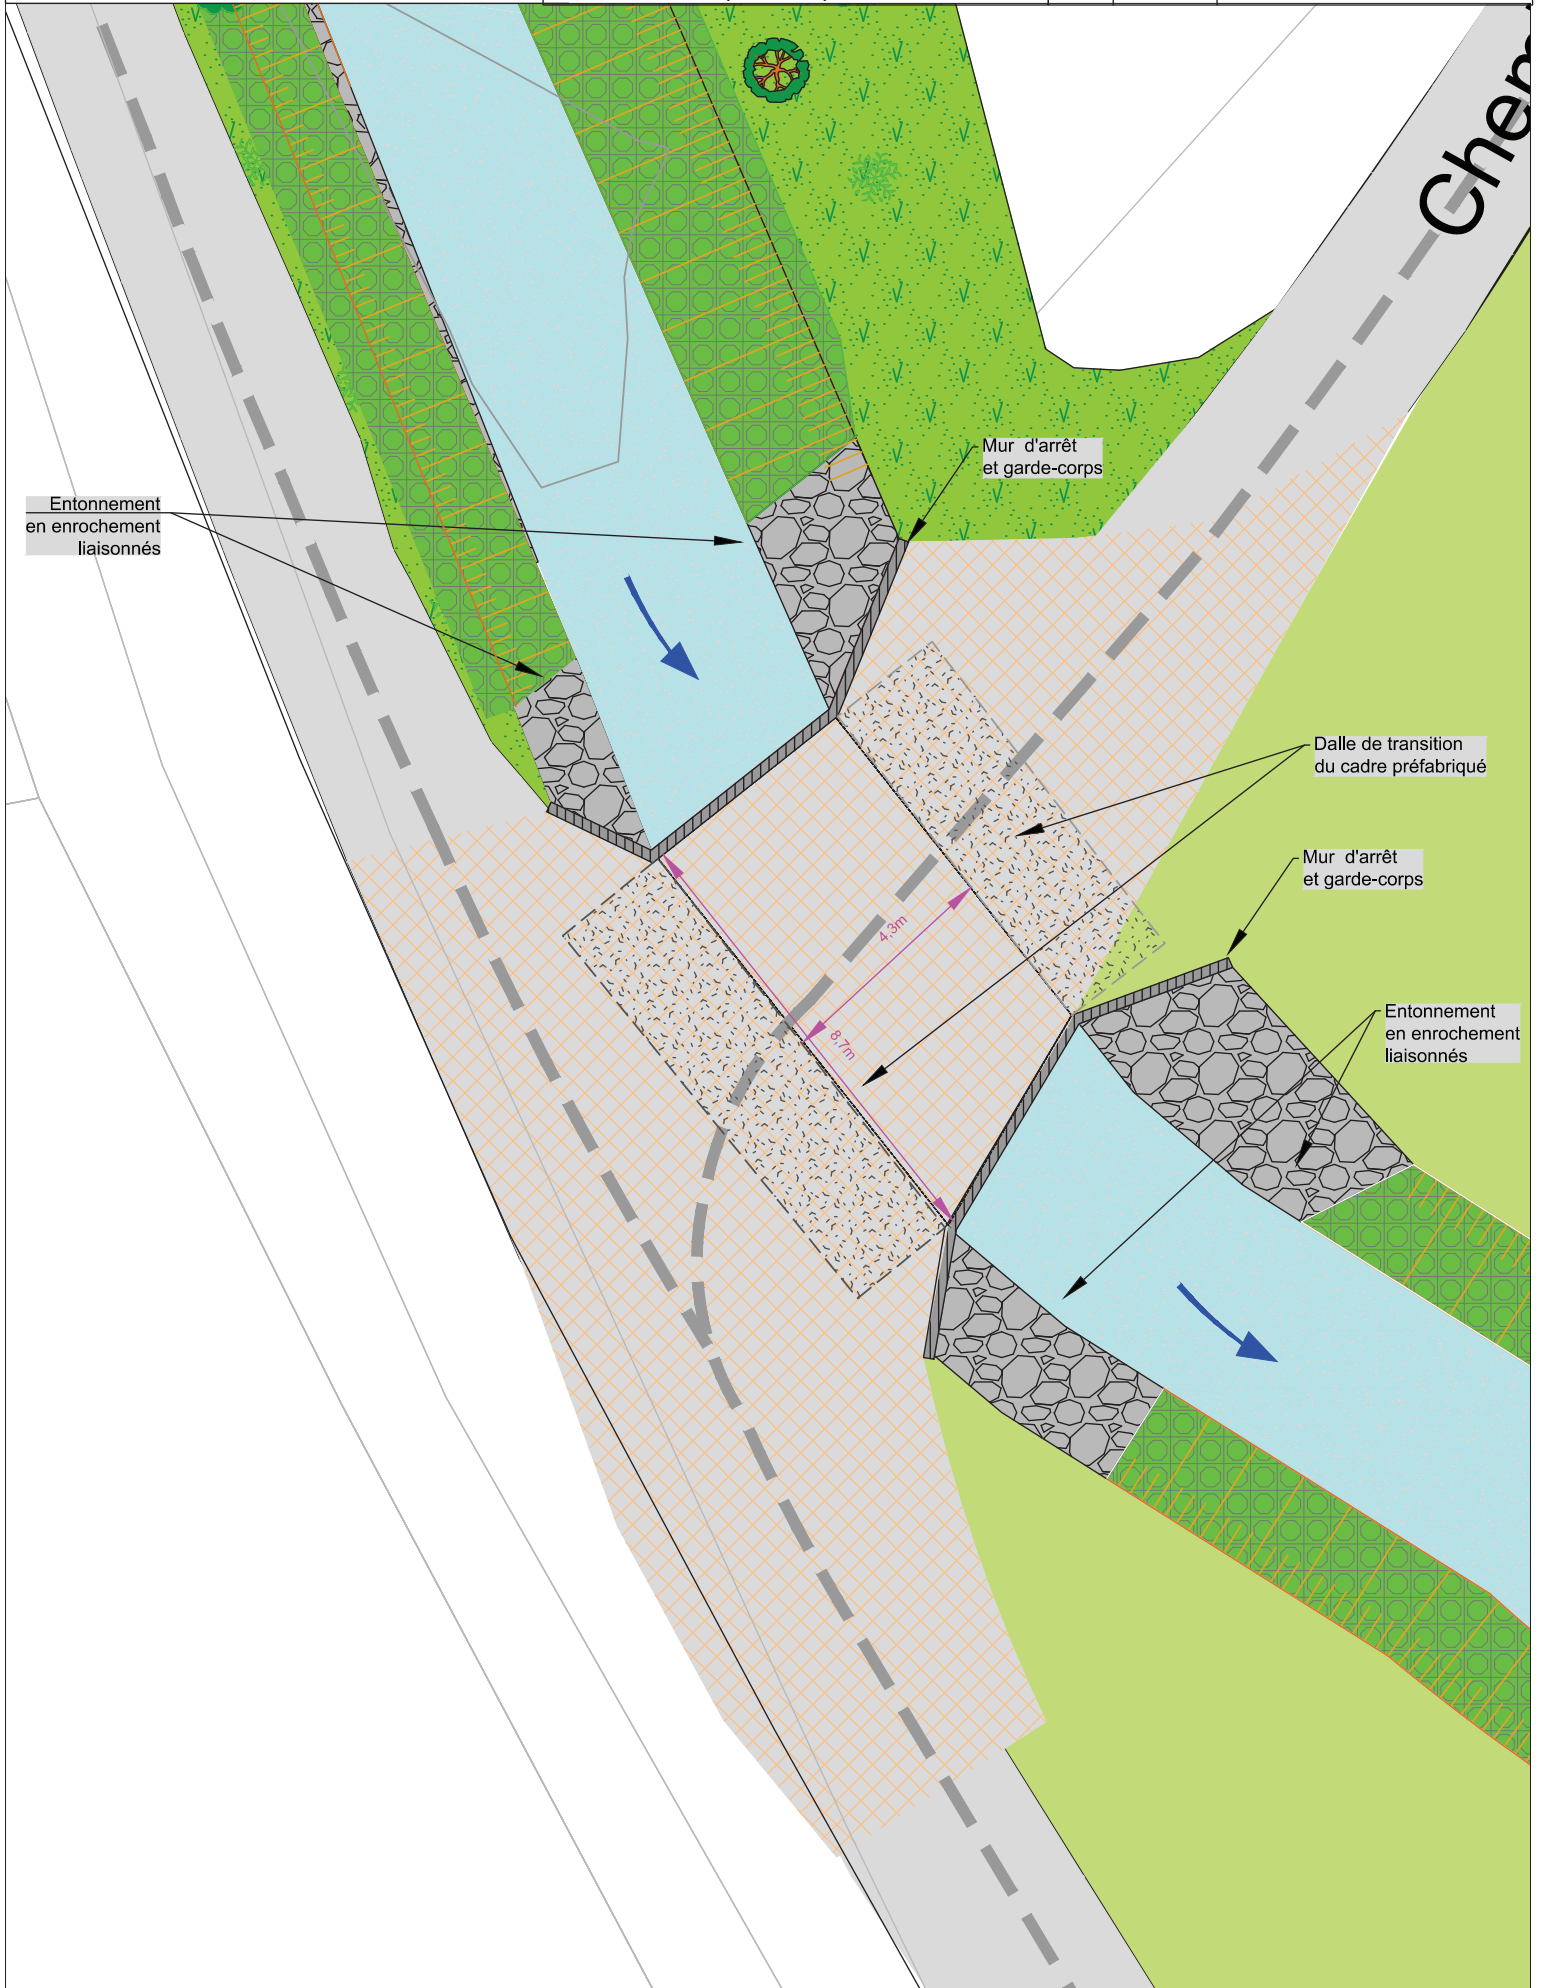 Mur d'arrêt
et garde-corps
Entonnement
en enrochement
liaisonnés
Dalle de transition
du cadre préfabriqué
Mur d'arrêt
et garde-corps
4,3m
8,7m
Entonnement
en enrochement
liaisonnés